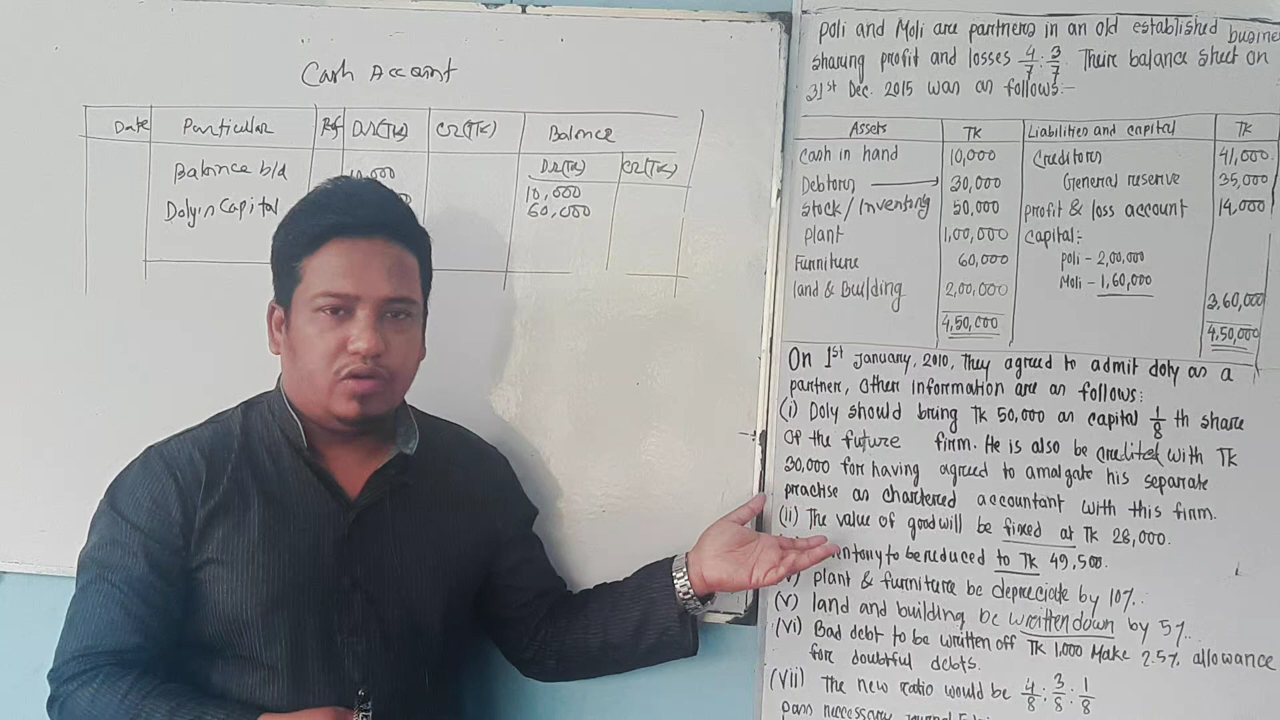 Cash Account
Date Particular Rf DR(TK) CR(TK) Balance
DR(TK) CR(TK)
Balance b/d 10,000
Doly in Capital 60,000
Poli and Moli are partners in an old established
sharing profit and losses 4/7 : 3/7. Their balance sheet on
31st Dec. 2015 was as follows:-
Assets TK Liabilities and capital TK
Cash in hand 10,000 Creditors 41,000
Debtors 30,000 General reserve 35,000
Stock/Inventory 50,000 profit & loss account 14,000
plant 1,00,000 Capital:
Furniture 60,000 poli - 2,00,000
land & Building 2,00,000 Moli - 1,60,000
3,60,000
4,50,000 4,50,000
On 1st January, 2010, They agreed to admit doly as a
partner, Other information are as follows:
(i) Doly should bring TK 50,000 as capital 1/8 th share
of the future firm. He is also be credited with TK
30,000 for having agreed to amalgate his separate
practise as chartered accountant with this firm.
(ii) The value of goodwill be fixed at TK 28,000.
to be reduced to TK 49,500.
plant & furniture be depreciate by 10%.
(v) land and building be written down by 5%.
(vi) Bad debt to be written off TK 1,000 Make 2.5% allowance
for doubtful debts.
(vii) The new ratio would be 4/8 : 3/8 : 1/8
pass necessary